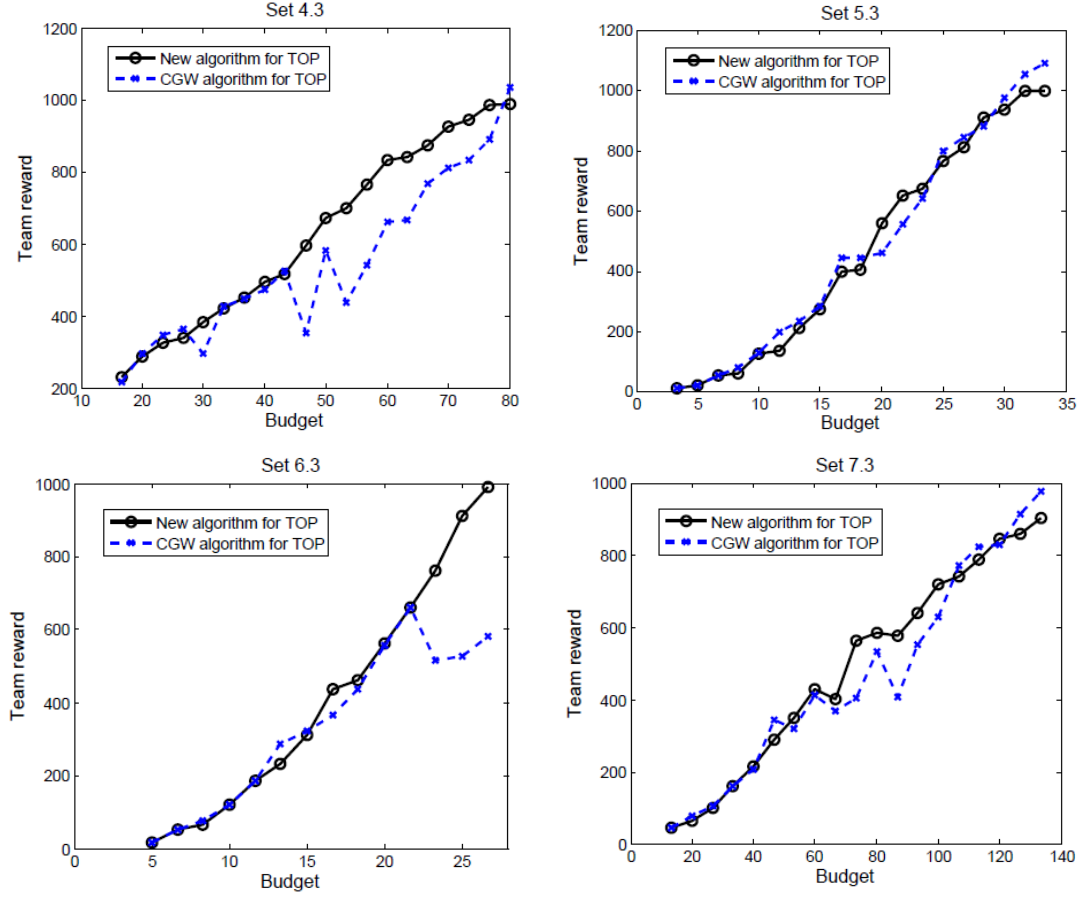 Set 4.3
1200
1000
800
600
400
200
10 20 30 40 50 60 70 80
Team reward
Budget
New algorithm for TOP
CGW algorithm for TOP
Set 5.3
1200
1000
800
600
400
200
0
0 5 10 15 20 25 30 35
Team reward
Budget
New algorithm for TOP
CGW algorithm for TOP
Set 6.3
1000
800
600
400
200
0
0 5 10 15 20 25
Team reward
Budget
New algorithm for TOP
CGW algorithm for TOP
Set 7.3
1000
800
600
400
200
0
0 20 40 60 80 100 120 140
Team reward
Budget
New algorithm for TOP
CGW algorithm for TOP